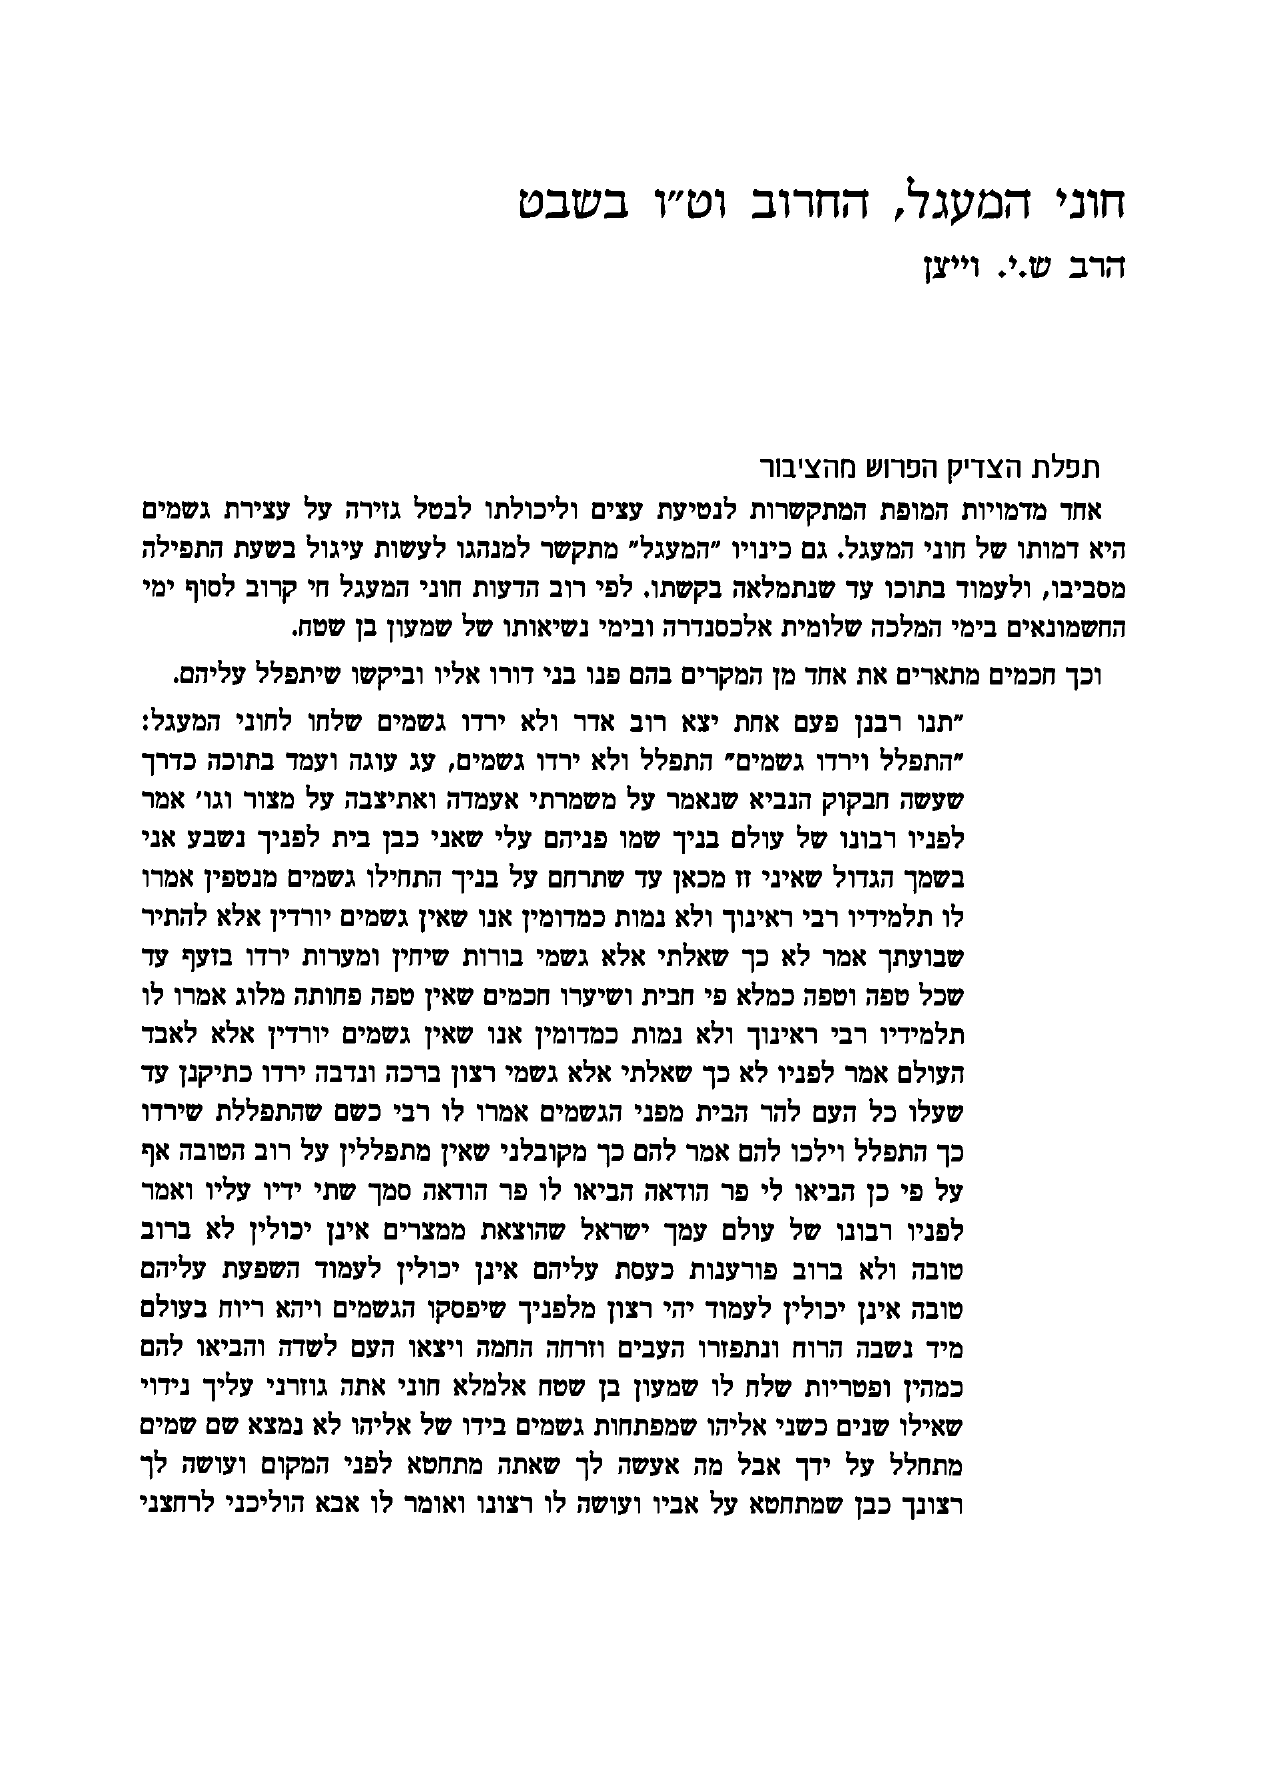 חוני המעגל, החרוב וט"ו בשבט
הרב ש.י. וייצן
תפלת הצדיק הפרוש מהציבור
אחד מדמויות המופת המתקשרות לנטיעת עצים וליכולתו לבטל גזירה על עצירת גשמים
היא דמותו של חוני המעגל. גם כינויו "המעגל" מתקשר למנהגו לעשות עיגול בשעת התפילה
מסביבו, ולעמוד בתוכו עד שנתמלאה בקשתו. לפי רוב הדעות חוני המעגל חי קרוב לסוף ימי
החשמונאים בימי המלכה שלומית אלכסנדרה ובימי נשיאותו של שמעון בן שטח.
וכך חכמים מתארים את אחד מן המקרים בהם פנו בני דורו אליו וביקשו שיתפלל עליהם.
"תנו רבנן פעם אחת יצא רוב אדר ולא ירדו גשמים שלחו לחוני המעגל:
"התפלל וירדו גשמים" התפלל ולא ירדו גשמים, עג עוגה ועמד בתוכה כדרך
שעשה חבקוק הנביא שנאמר על משמרתי אעמדה ואתיצבה על מצור וגו' אמר
לפניו רבונו של עולם בניך שמו פניהם עלי שאני כבן בית לפניך נשבע אני
בשמך הגדול שאיני זז מכאן עד שתרחם על בניך התחילו גשמים מנטפין אמרו
לו תלמידיו רבי ראינוך ולא נמות כמדומין אנו שאין גשמים יורדין אלא להתיר
שבועתך אמר לא כך שאלתי אלא גשמי בורות שיחין ומערות ירדו בזעף עד
שכל טפה וטפה כמלא פי חבית ושיערו חכמים שאין טפה פחותה מלוג אמרו לו
תלמידיו רבי ראינוך ולא נמות כמדומין אנו שאין גשמים יורדין אלא לאבד
העולם אמר לפניו לא כך שאלתי אלא גשמי רצון ברכה ונדבה ירדו כתיקנן עד
שעלו כל העם להר הבית מפני הגשמים אמרו לו רבי כשם שהתפללת שירדו
כך התפלל וילכו להם אמר להם כך מקובלני שאין מתפללין על רוב הטובה אף
על פי כן הביאו לי פר הודאה הביאו לו פר הודאה סמך שתי ידיו עליו ואמר
לפניו רבונו של עולם עמך ישראל שהוצאת ממצרים אינן יכולין לא ברוב
טובה ולא ברוב פורענות כעסת עליהם אינן יכולין לעמוד השפעת עליהם
טובה אינן יכולין לעמוד יהי רצון מלפניך שיפסקו הגשמים ויהא ריוח בעולם
מיד נשבה הרוח ונתפזרו העבים וזרחה החמה ויצאו העם לשדה והביאו להם
כמהין ופטריות שלח לו שמעון בן שטח אלמלא חוני אתה גוזרני עליך נידוי
שאילו שנים כשני אליהו שמפתחות גשמים בידו של אליהו לא נמצא שם שמים
מתחלל על ידך אבל מה אעשה לך שאתה מתחטא לפני המקום ועושה לך
רצונך כבן שמתחטא על אביו ועושה לו רצונו ואומר לו אבא הוליכני לרחצני